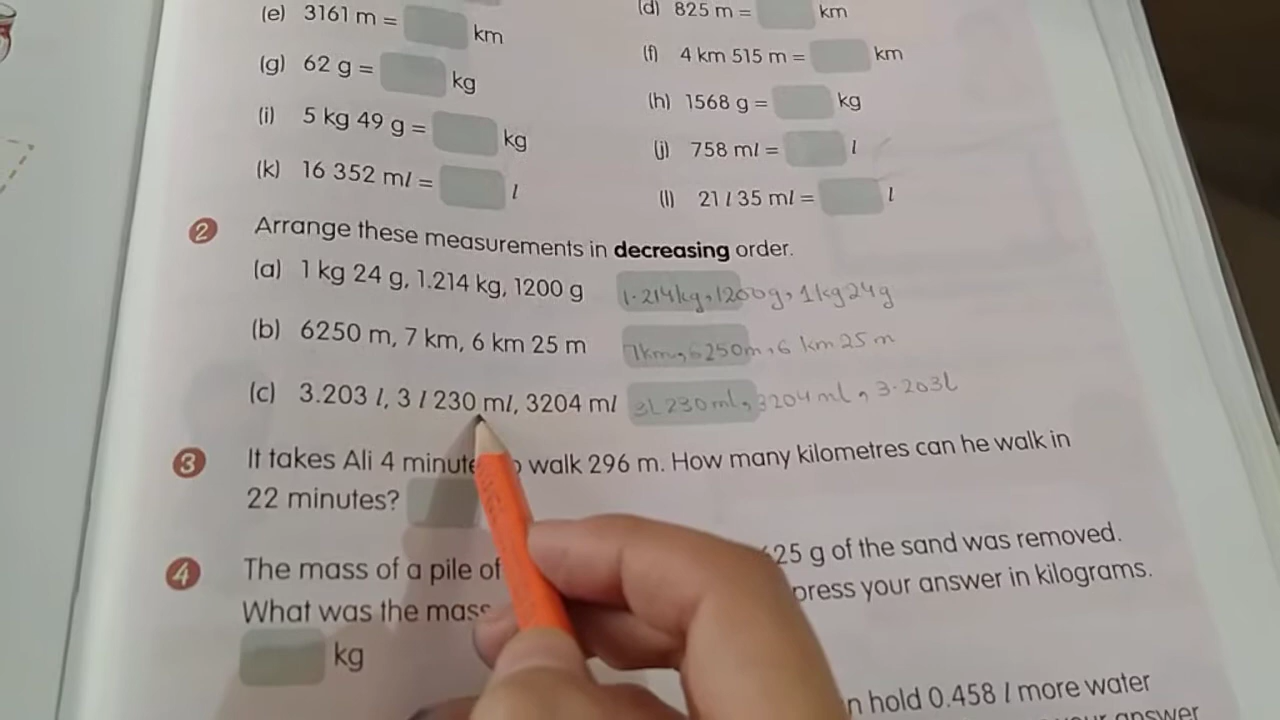 (e) 3161 m = km
(d) 825 m = km
(g) 62 g = kg
(f) 4 km 515 m = km
(i) 5 kg 49 g = kg
(h) 1568 g = kg
(k) 16 352 ml = l
(j) 758 ml = l
(l) 21 l 35 ml = l
2 Arrange these measurements in decreasing order.
(a) 1 kg 24 g, 1.214 kg, 1200 g 1.214kg, 1200g, 1kg24g
(b) 6250 m, 7 km, 6 km 25 m 7km, 6250m, 6 km 25 m
(c) 3.203 l, 3 l 230 ml, 3204 ml 3L 230ml, 3204 ml, 3.203l
3 It takes Ali 4 walk 296 m. How many kilometres can he walk in
22 minutes?
4 The mass of a pile of 25 g of the sand was removed.
What was the mass your answer in kilograms.
kg
hold 0.458 l more water
answer